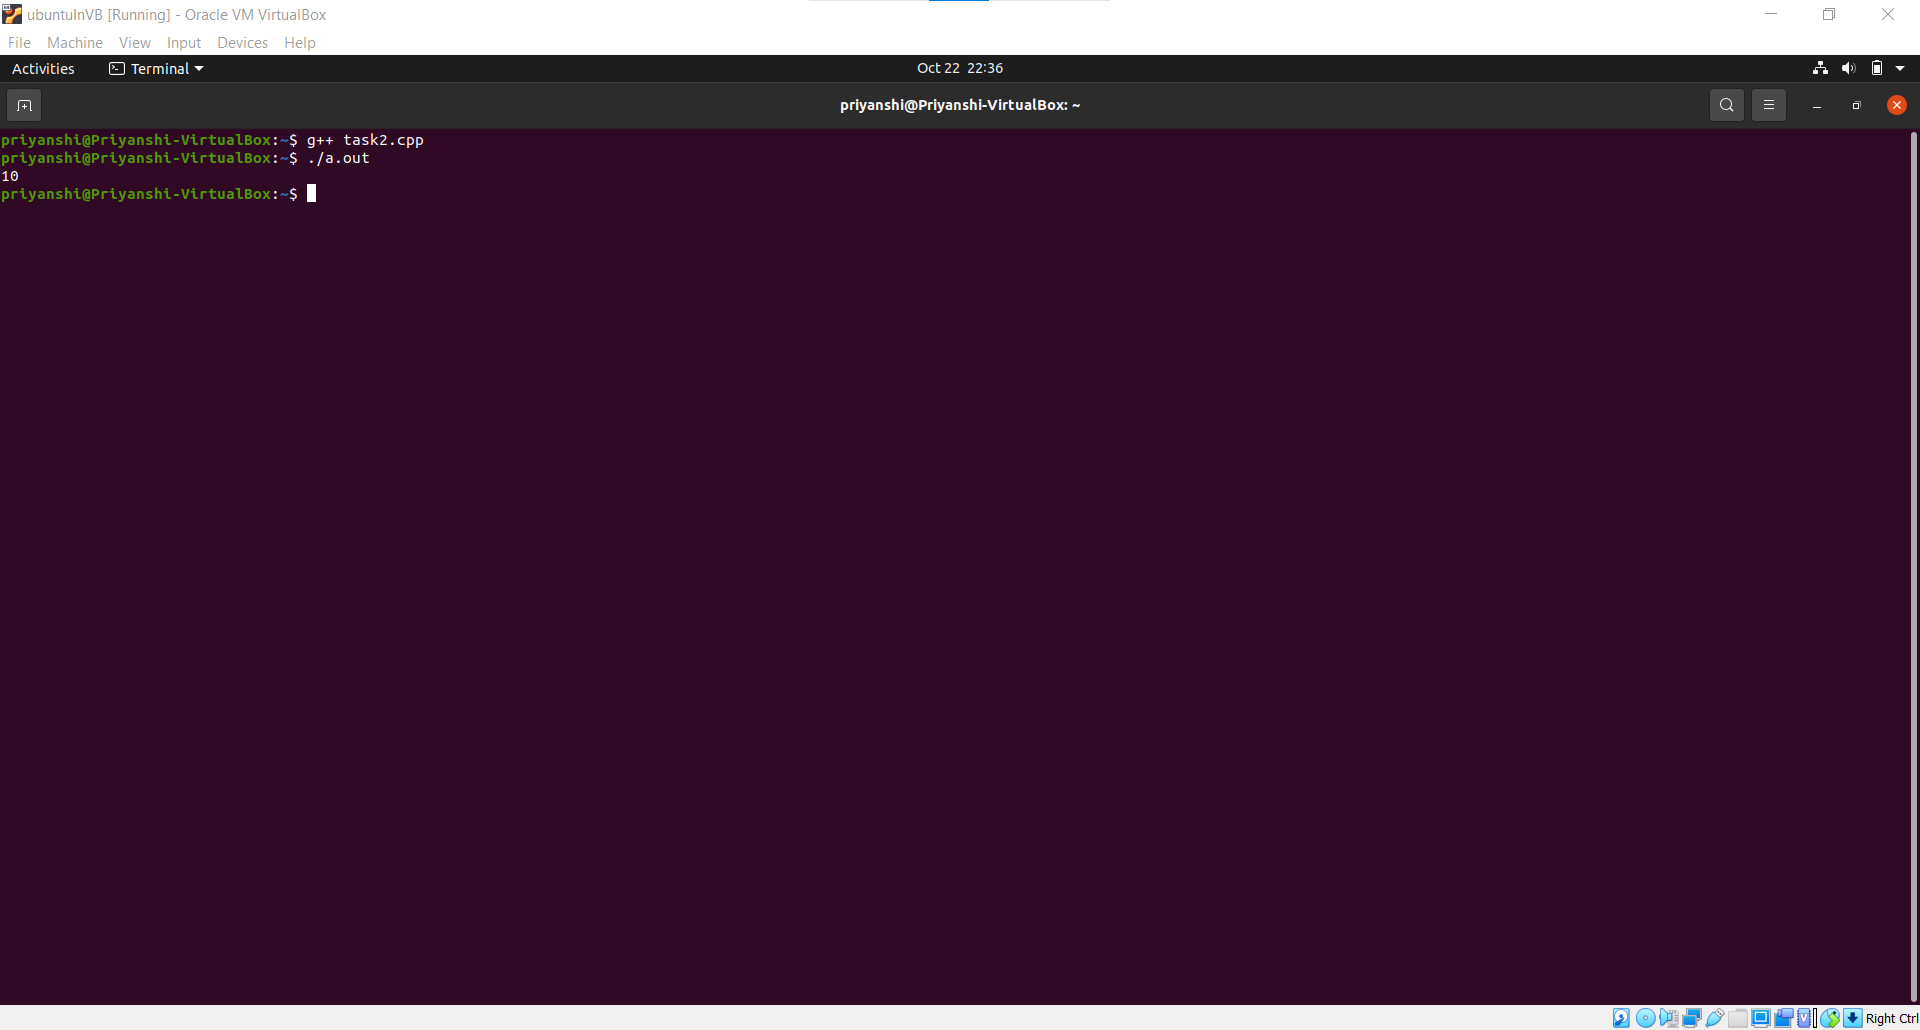 ubuntuInVB [Running] - Oracle VM VirtualBox
File Machine View Input Devices Help
Activities Terminal Oct 22 22:36
priyanshi@Priyanshi-VirtualBox: ~
priyanshi@Priyanshi-VirtualBox:~$ g++ task2.cpp
priyanshi@Priyanshi-VirtualBox:~$ ./a.out
10
priyanshi@Priyanshi-VirtualBox:~$
Right Ctrl